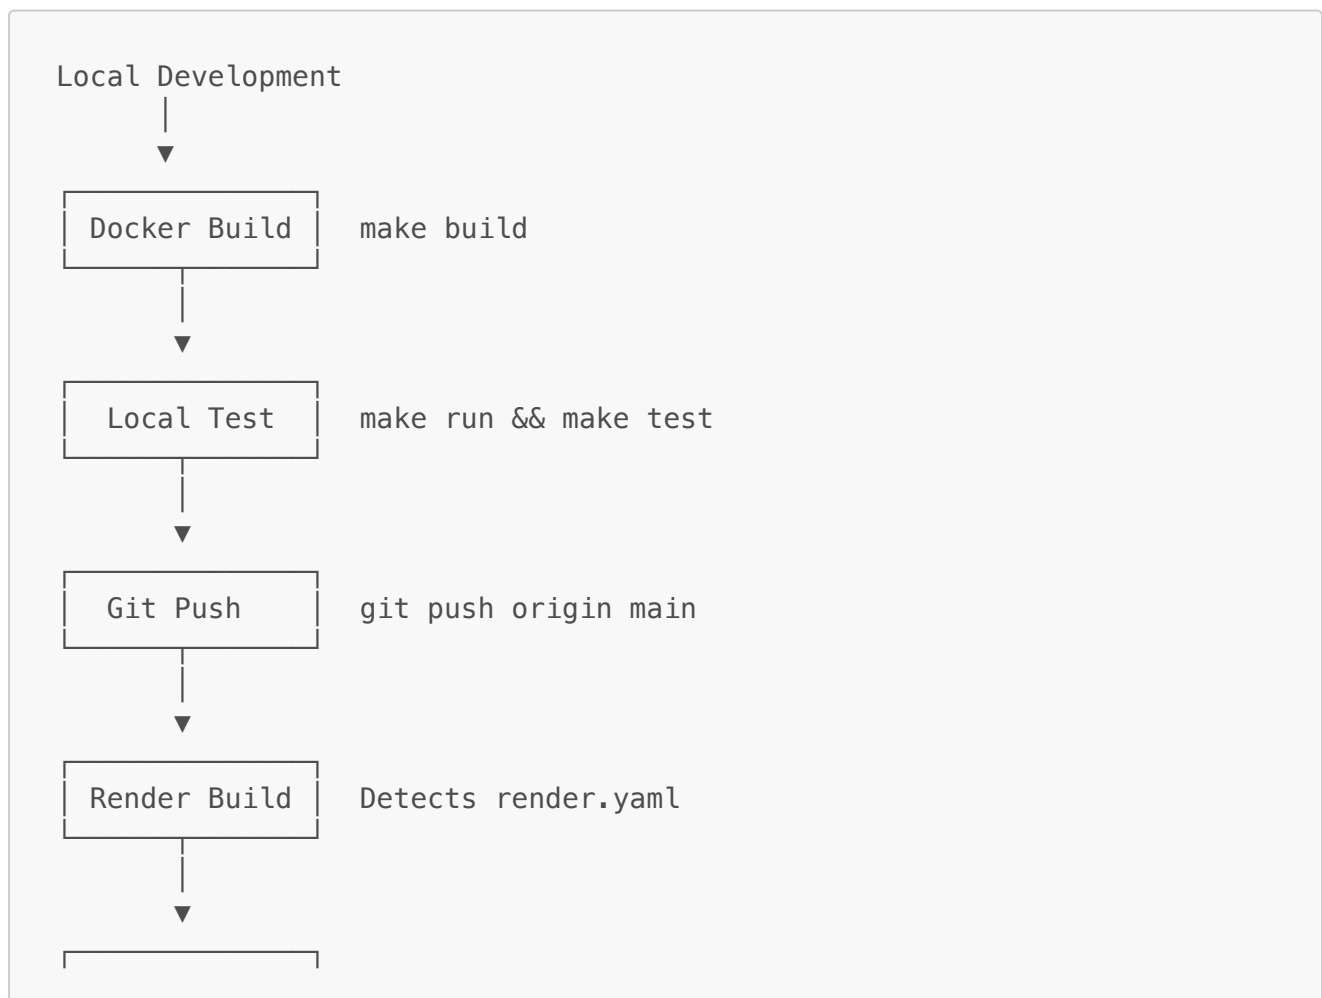 Local Development
Docker Build make build
Local Test make run && make test
Git Push git push origin main
Render Build Detects render.yaml